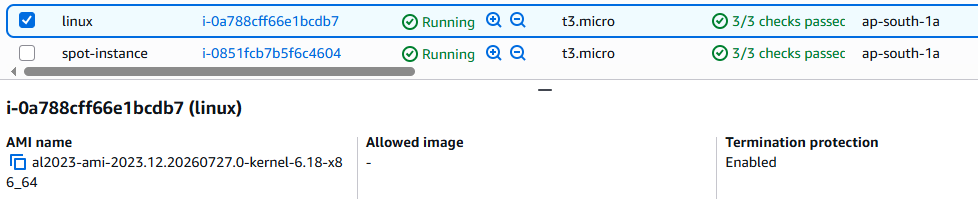 linux i-0a788cff66e1bcdb7 Running t3.micro 3/3 checks passed ap-south-1a
spot-instance i-0851fcb7b5f6c4604 Running t3.micro 3/3 checks passed ap-south-1a
i-0a788cff66e1bcdb7 (linux)
AMI name
al2023-ami-2023.12.20260727.0-kernel-6.18-x8
6_64
Allowed image
-
Termination protection
Enabled